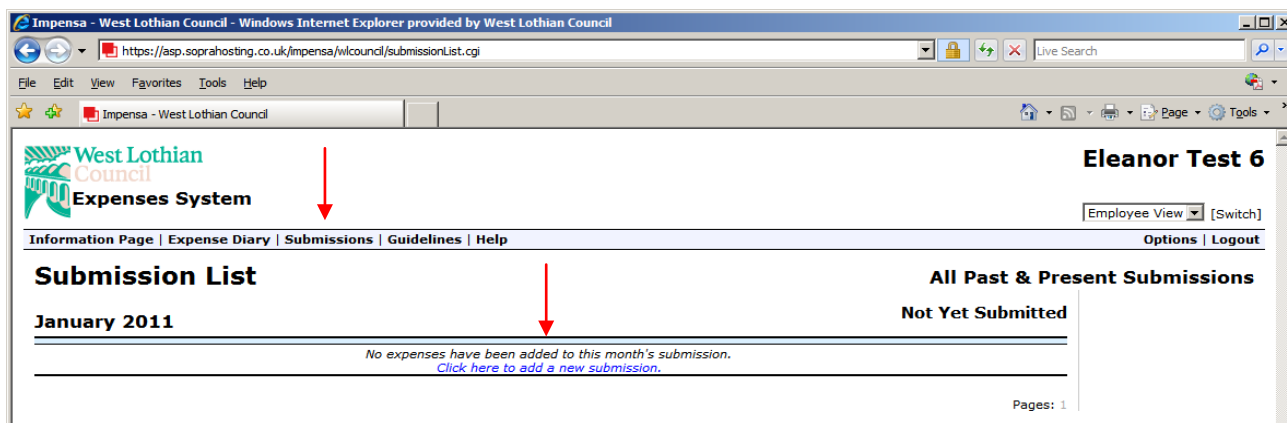 Impensa - West Lothian Council - Windows Internet Explorer provided by West Lothian Council
https://asp.soprahosting.co.uk/impensa/wlcouncil/submissionList.cgi
Live Search
File Edit View Favorites Tools Help
Impensa - West Lothian Council
Page Tools
West Lothian
Council
Expenses System
Eleanor Test 6
Employee View [Switch]
Information Page | Expense Diary | Submissions | Guidelines | Help
Options | Logout
Submission List
All Past & Present Submissions
January 2011
Not Yet Submitted
No expenses have been added to this month's submission.
Click here to add a new submission.
Pages: 1